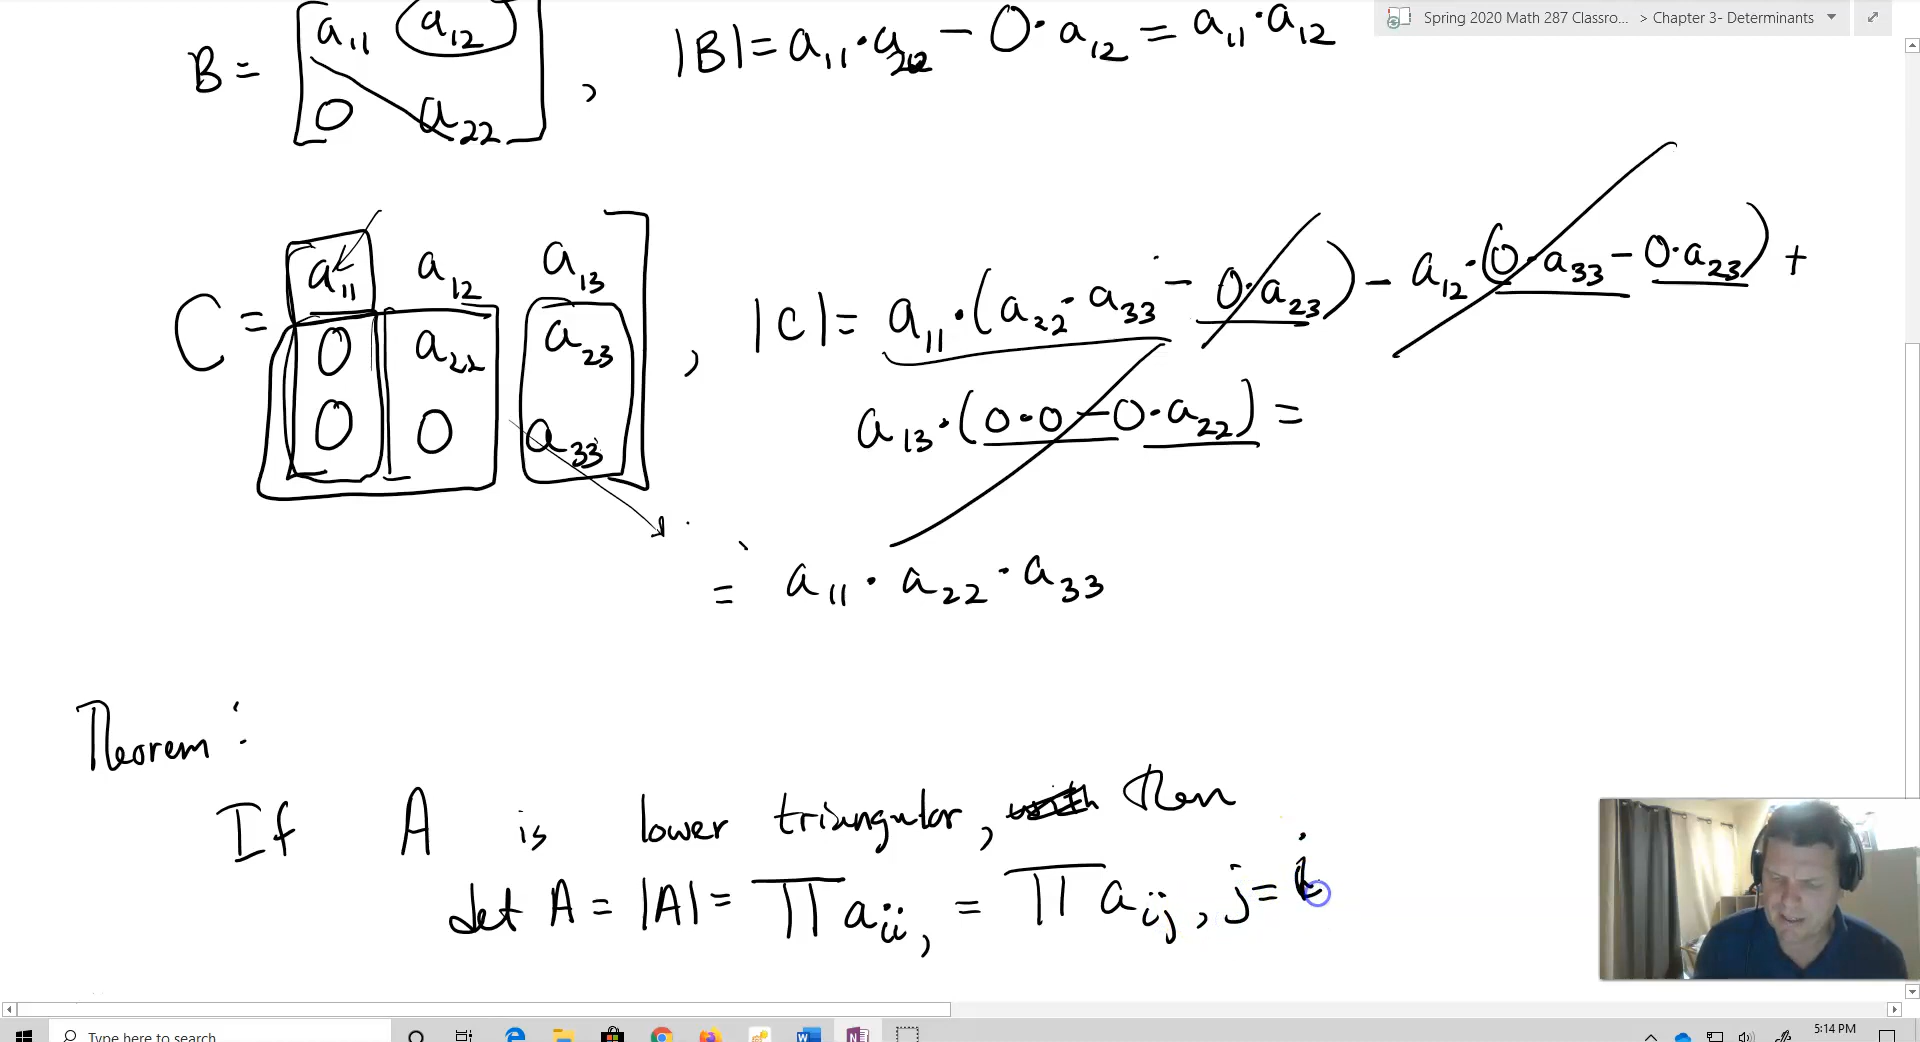 Spring 2020 Math 287 Classro... > Chapter 3- Determinants
B = [a₁₁ a₁₂
0 a₂₂] , |B| = a₁₁·a₂₂ − 0·a₁₂ = a₁₁·a₁₂
C = [a₁₁ a₁₂ a₁₃
0 a₂₂ a₂₃
0 0 a₃₃] , |C| = a₁₁·(a₂₂·a₃₃ − 0·a₂₃) − a₁₂·(0·a₃₃ − 0·a₂₃) +
a₁₃·(0·0 − 0·a₂₂) =
= a₁₁·a₂₂·a₃₃
Theorem:
If A is lower triangular, then
det A = |A| = ∏ aᵢᵢ, = ∏ aᵢⱼ, j = i
Type here to search
5:14 PM